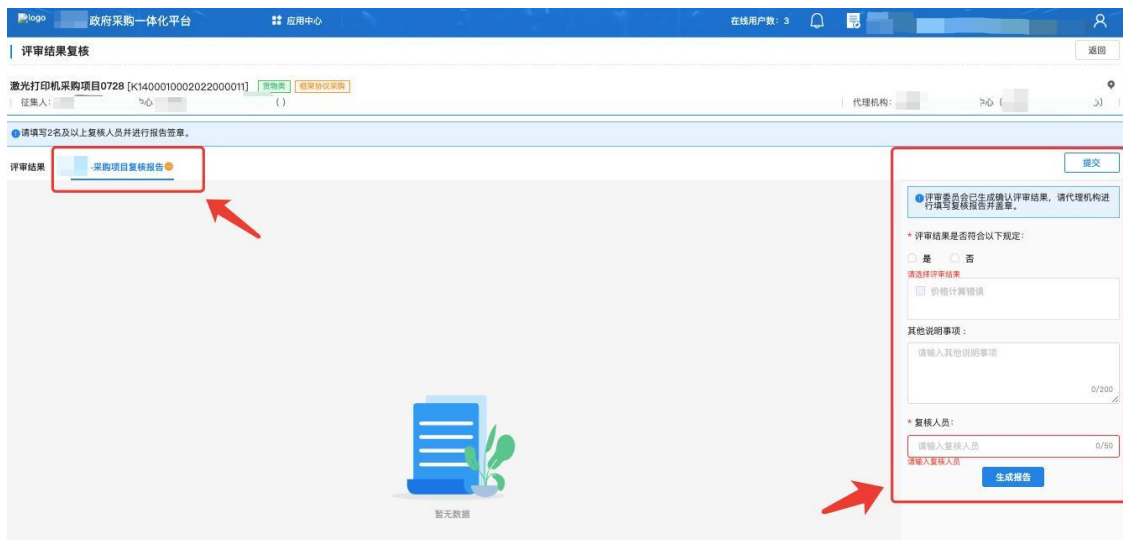 logo 政府采购一体化平台 应用中心 在线用户数：3
评审结果复核 返回
激光打印机采购项目0728 [K1400010002022000011] 货物类 框架协议采购
征集人： 中心 ( ) 代理机构： 中心 ( )
请填写2名及以上复核人员并进行报告签章。
评审结果 -采购项目复核报告 提交
评审委员会已生成确认评审结果，请代理机构进
行填写复核报告并盖章。
* 评审结果是否符合以下规定：
是 否
请选择评审结果
价格计算错误
其他说明事项：
请输入其他说明事项
0/200
* 复核人员：
请输入复核人员 0/50
请输入复核人员
生成报告
暂无数据